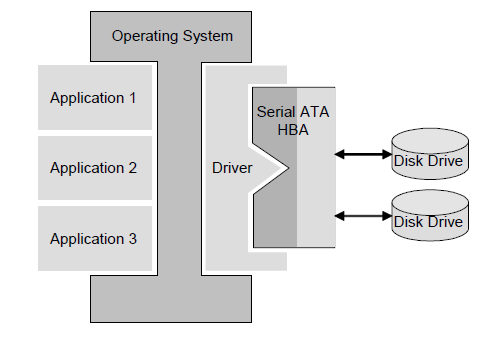 Operating System
Application 1
Application 2
Application 3
Driver
Serial ATA
HBA
Disk Drive
Disk Drive